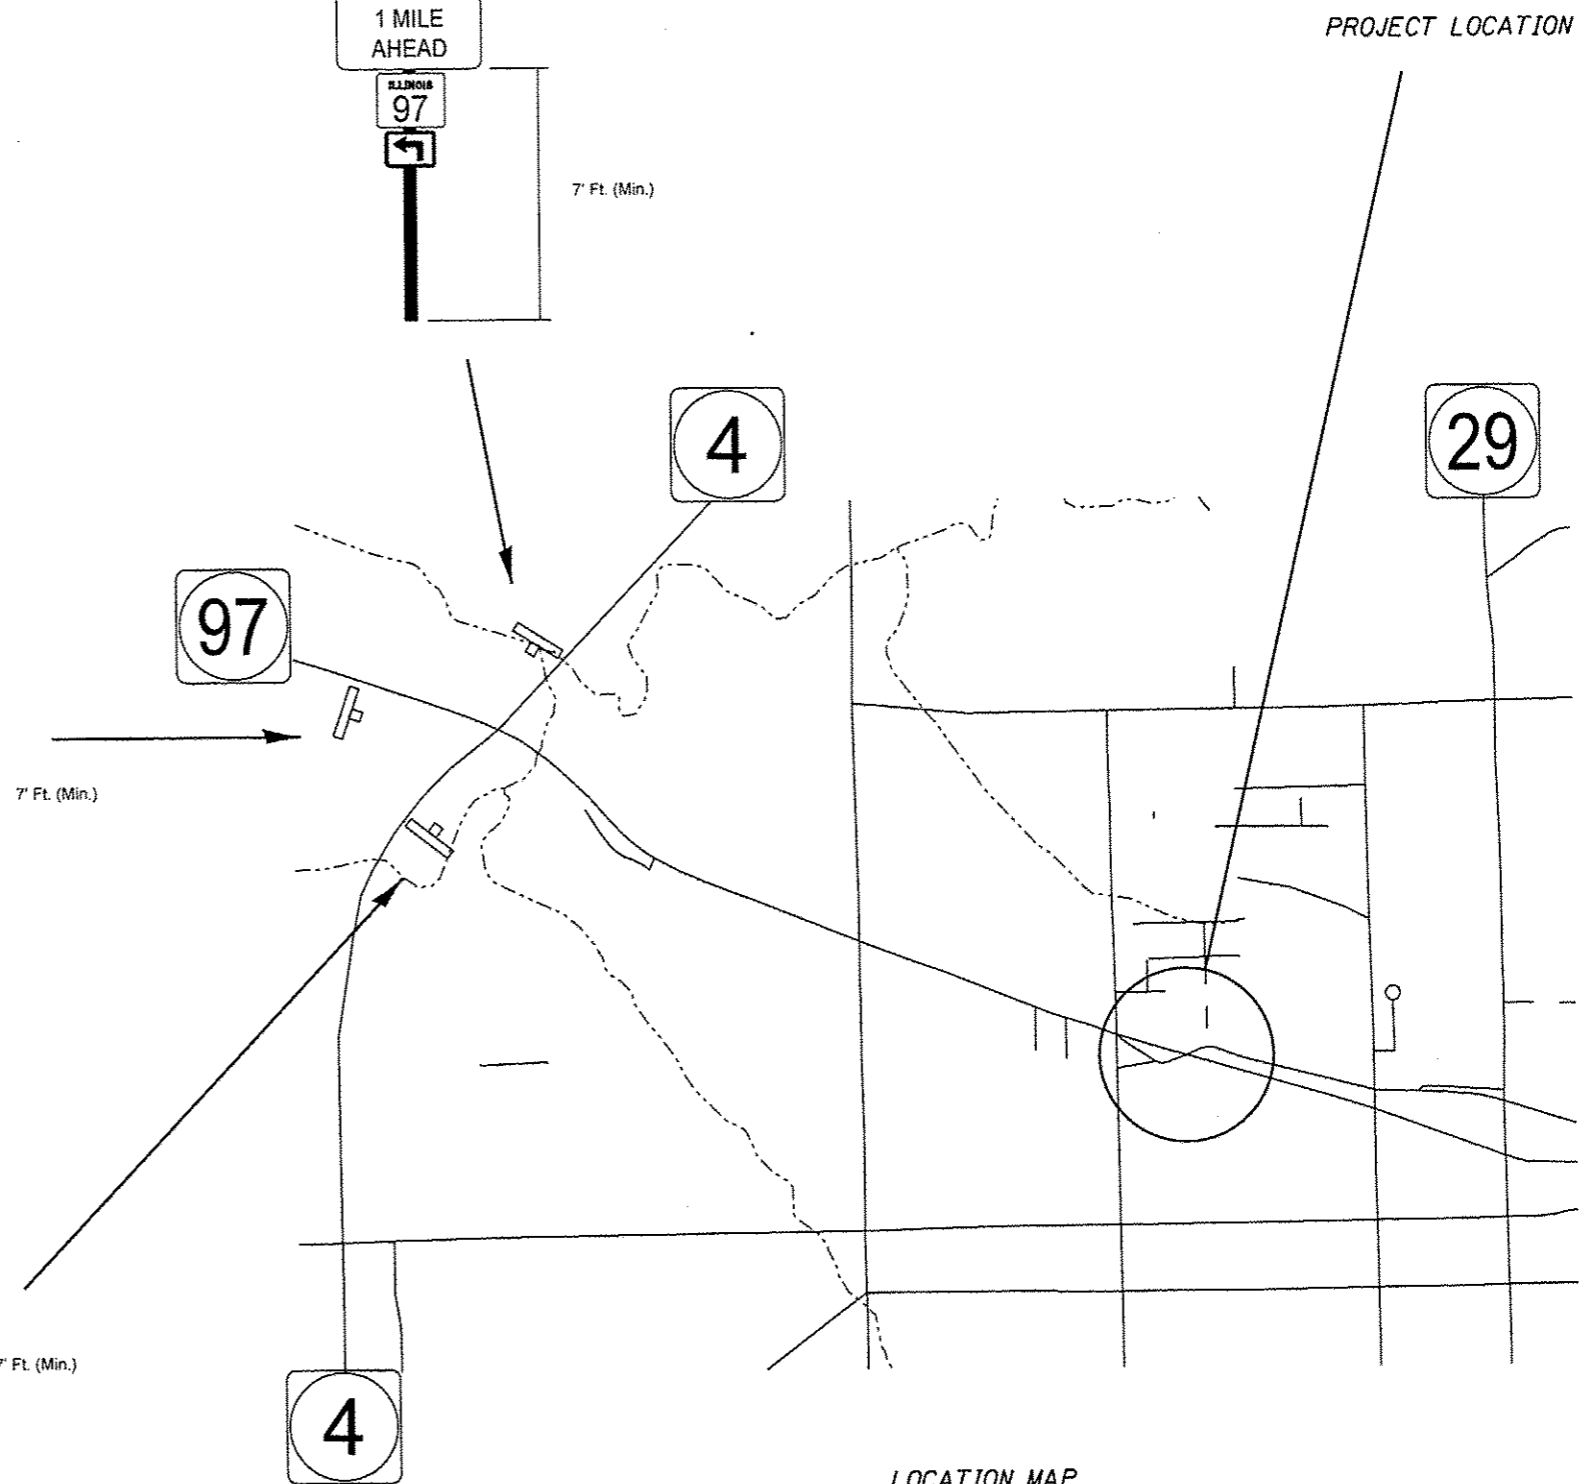 1 MILE
AHEAD
ILLINOIS
97
7' Ft. (Min.)
PROJECT LOCATION
4
29
97
7' Ft. (Min.)
7' Ft. (Min.)
4
LOCATION MAP